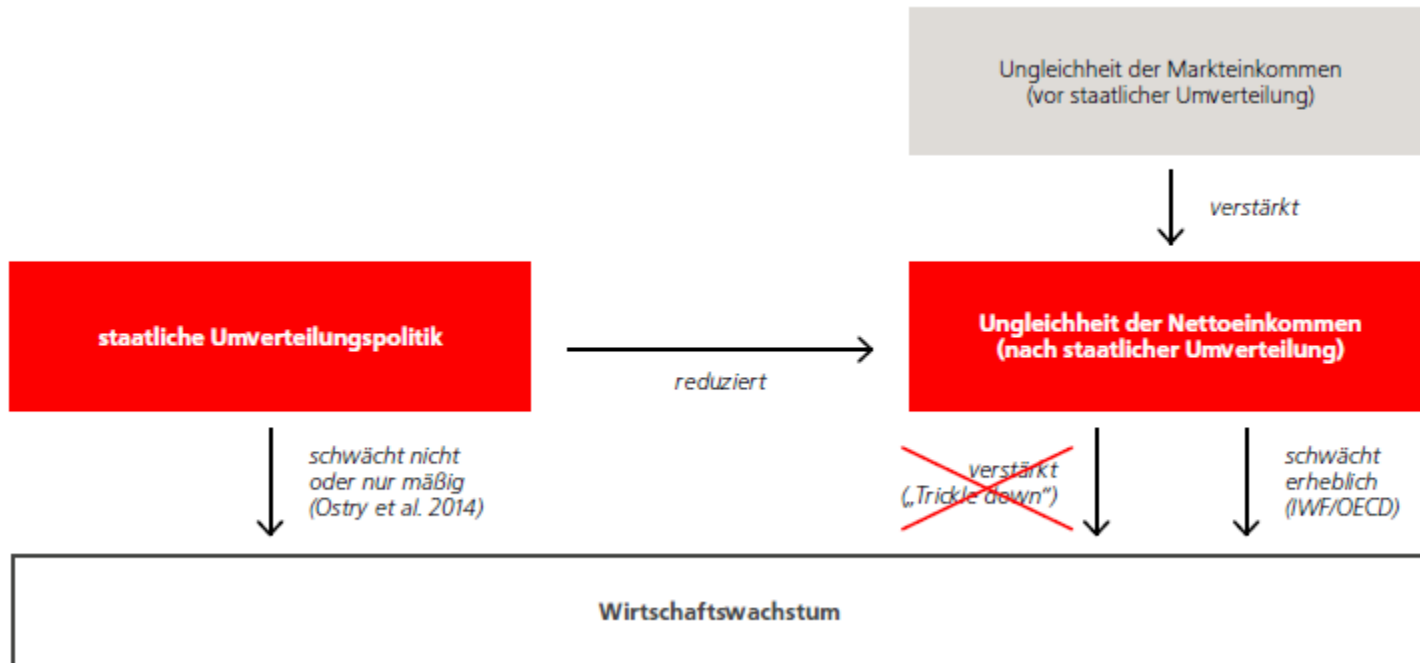 Ungleichheit der Markteinkommen
(vor staatlicher Umverteilung)
verstärkt
staatliche Umverteilungspolitik
reduziert
Ungleichheit der Nettoeinkommen
(nach staatlicher Umverteilung)
schwächt nicht
oder nur mäßig
(Ostry et al. 2014)
verstärkt
(„Trickle down“)
schwächt
erheblich
(IWF/OECD)
Wirtschaftswachstum